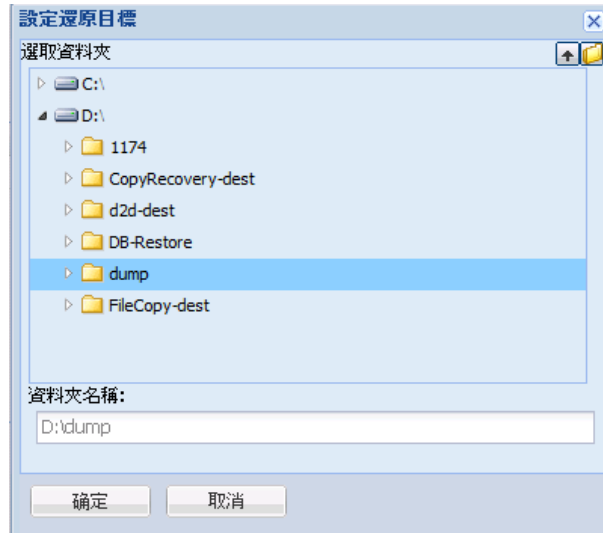 設定還原目標
選取資料夾
C:\
D:\
1174
CopyRecovery-dest
d2d-dest
DB-Restore
dump
FileCopy-dest
資料夾名稱:
D:\dump
确定 取消